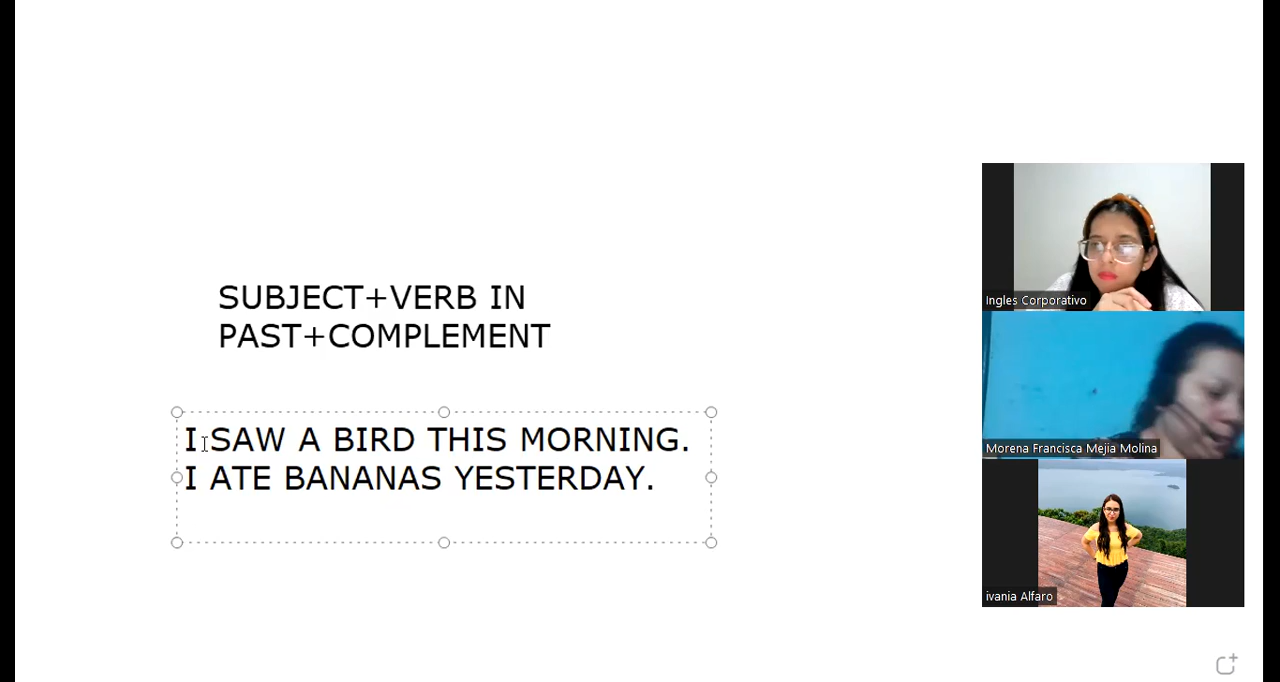 SUBJECT+VERB IN
PAST+COMPLEMENT
I SAW A BIRD THIS MORNING.
I ATE BANANAS YESTERDAY.
Ingles Corporativo
Morena Francisca Mejia Molina
ivania Alfaro